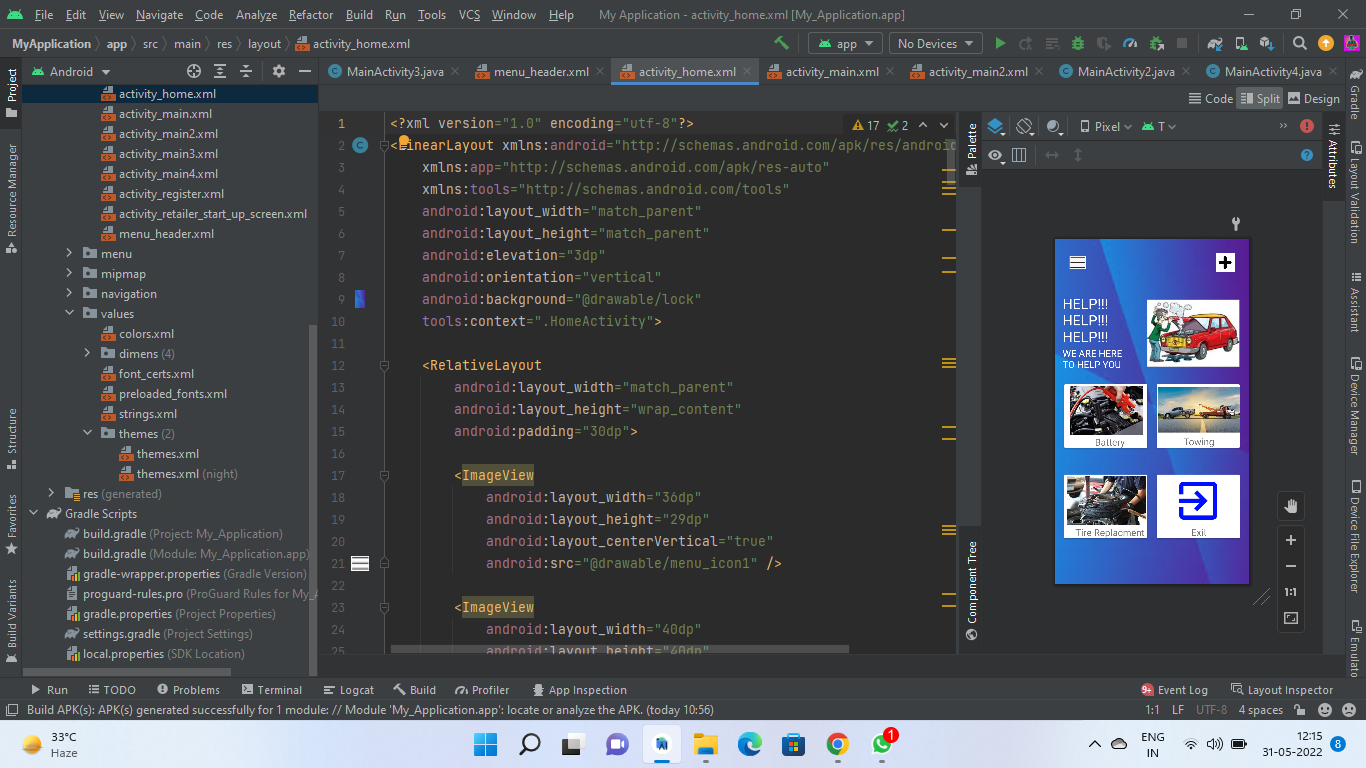 File Edit View Navigate Code Analyze Refactor Build Run Tools VCS Window Help My Application - activity_home.xml [My_Application.app]
MyApplication app src main res layout activity_home.xml app No Devices
Project Android MainActivity3.java menu_header.xml activity_home.xml activity_main.xml activity_main2.xml MainActivity2.java MainActivity4.java Gradle
Code Split Design
activity_home.xml
activity_main.xml
activity_main2.xml
activity_main3.xml
activity_main4.xml
activity_register.xml
activity_retailer_start_up_screen.xml
menu_header.xml
menu
mipmap
navigation
values
colors.xml
dimens (4)
font_certs.xml
preloaded_fonts.xml
strings.xml
themes (2)
themes.xml
themes.xml (night)
res (generated)
Gradle Scripts
build.gradle (Project: My_Application)
build.gradle (Module: My_Application.app)
gradle-wrapper.properties (Gradle Version)
proguard-rules.pro (ProGuard Rules for My_A
gradle.properties (Project Properties)
settings.gradle (Project Settings)
local.properties (SDK Location)
Resource Manager
Structure
Favorites
Build Variants
17 2
1 <?xml version="1.0" encoding="utf-8"?>
2 <LinearLayout xmlns:android="http://schemas.android.com/apk/res/android
3 xmlns:app="http://schemas.android.com/apk/res-auto"
4 xmlns:tools="http://schemas.android.com/tools"
5 android:layout_width="match_parent"
6 android:layout_height="match_parent"
7 android:elevation="3dp"
8 android:orientation="vertical"
9 android:background="@drawable/lock"
10 tools:context=".HomeActivity">
11
12 <RelativeLayout
13 android:layout_width="match_parent"
14 android:layout_height="wrap_content"
15 android:padding="30dp">
16
17 <ImageView
18 android:layout_width="36dp"
19 android:layout_height="29dp"
20 android:layout_centerVertical="true"
21 android:src="@drawable/menu_icon1" />
22
23 <ImageView
24 android:layout_width="40dp"
25 android:layout_height="40dp"
Palette
Component Tree
Pixel T
HELP!!!
HELP!!!
HELP!!!
WE ARE HERE
TO HELP YOU
Battery Towing
Tire Replacment Exit
1:1
Attributes
Layout Validation
Assistant
Device Manager
Device File Explorer
Emulato
Run TODO Problems Terminal Logcat Build Profiler App Inspection 9+ Event Log Layout Inspector
Build APK(s): APK(s) generated successfully for 1 module: // Module 'My_Application.app': locate or analyze the APK. (today 10:56) 1:1 LF UTF-8 4 spaces
33°C
Haze
1
ENG
IN
12:15
31-05-2022
8